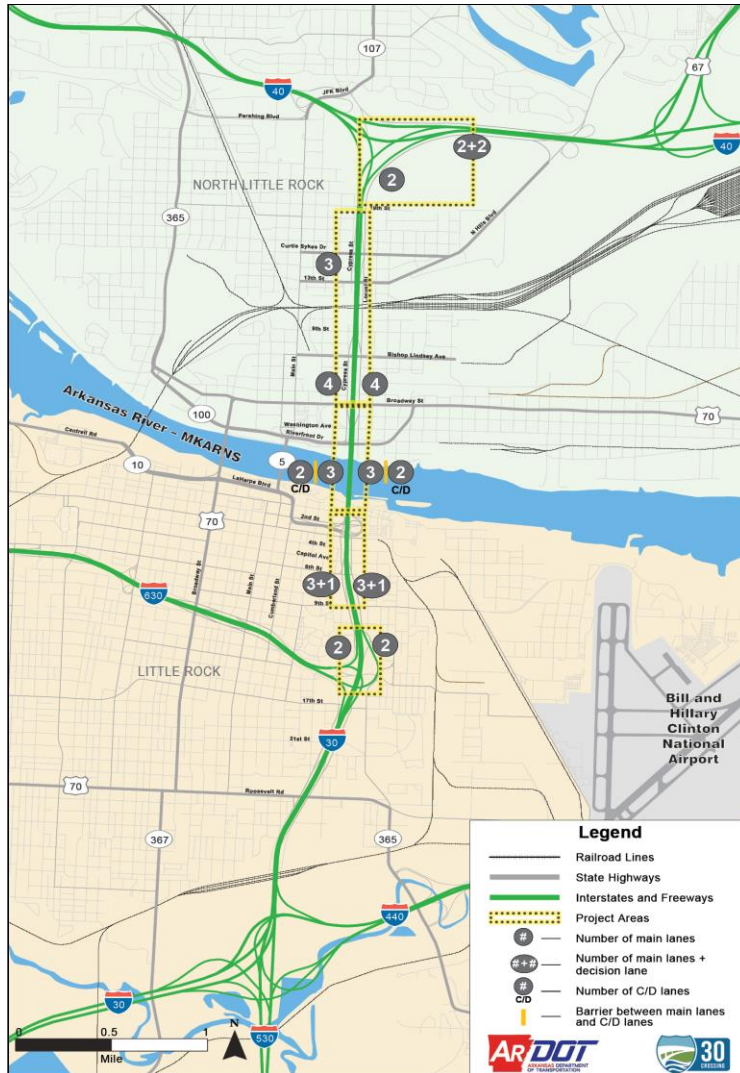 107
67
40
JFK Blvd
Pershing Blvd
2+2
40
2
NORTH LITTLE ROCK
365
19th St
N Hills Blvd
Curtis Sykes Dr
Cypress St
3
13th St
Locust St
9th St
Main St
Bishop Lindsey Ave
4
Cypress St
4
Broadway St
100
70
Washington Ave
Riverfront Dr
Arkansas River - MKARNS
Cantrell Rd
10
5
2
3
3
2
C/D
C/D
LaHarpe Blvd
2nd St
70
4th St
Capitol Ave
6th St
3+1
3+1
Broadway St
Main St
Cumberland St
9th St
630
2
2
LITTLE ROCK
17th St
Bill and
Hillary
Clinton
National
Airport
21st St
30
70
Roosevelt Rd
367
365
440
30
530
0
0.5
1
Mile
N
Legend
Railroad Lines
State Highways
Interstates and Freeways
Project Areas
#
Number of main lanes
#+#
Number of main lanes +
decision lane
#
C/D
Number of C/D lanes
Barrier between main lanes
and C/D lanes
ARDOT
ARKANSAS DEPARTMENT
OF TRANSPORTATION
30
CROSSING